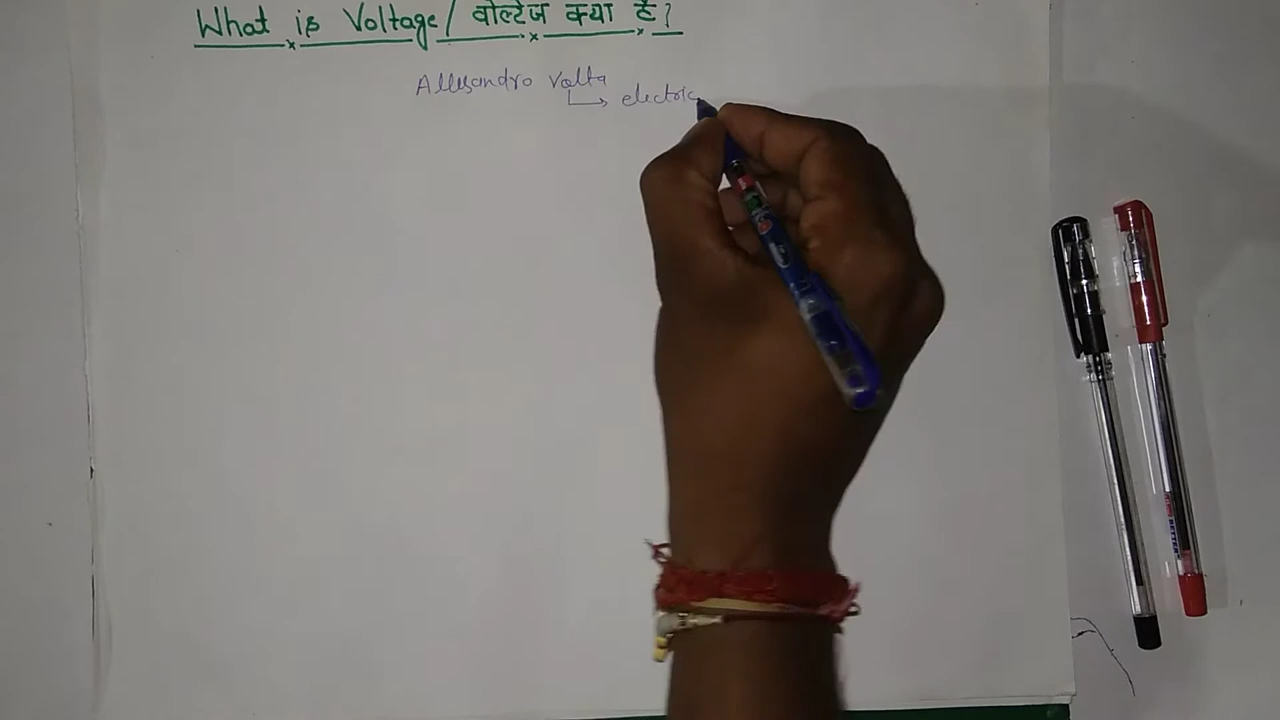 What is Voltage/ वोल्टेज क्या है?
Allesandro Volta
↳ electric